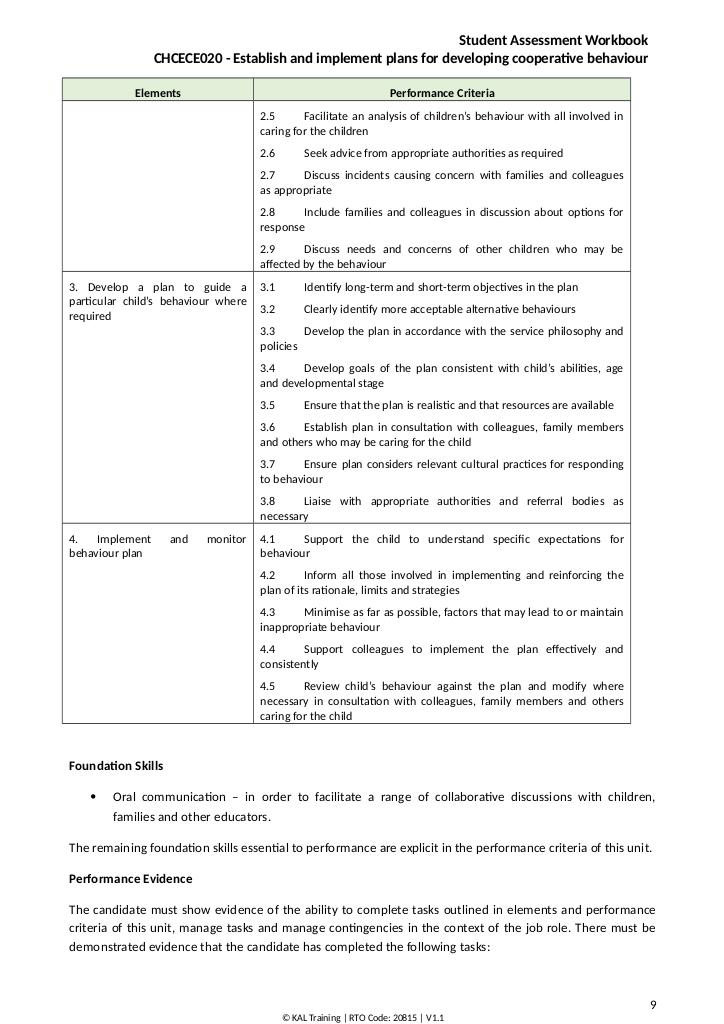 Student Assessment Workbook
CHCECE020 - Establish and implement plans for developing cooperative behaviour
Elements
Performance Criteria
2.5 Facilitate an analysis of children's behaviour with all involved in
caring for the children
2.6 Seek advice from appropriate authorities as required
2.7 Discuss incidents causing concern with families and colleagues
as appropriate
2.8 Include families and colleagues in discussion about options for
response
2.9 Discuss needs and concerns of other children who may be
affected by the behaviour
3. Develop a plan to guide a
particular child's behaviour where
required
3.1 Identify long-term and short-term objectives in the plan
3.2 Clearly identify more acceptable alternative behaviours
3.3 Develop the plan in accordance with the service philosophy and
policies
3.4 Develop goals of the plan consistent with child's abilities, age
and developmental stage
3.5 Ensure that the plan is realistic and that resources are available
3.6 Establish plan in consultation with colleagues, family members
and others who may be caring for the child
3.7 Ensure plan considers relevant cultural practices for responding
to behaviour
3.8 Liaise with appropriate authorities and referral bodies as
necessary
4. Implement and monitor
behaviour plan
4.1 Support the child to understand specific expectations for
behaviour
4.2 Inform all those involved in implementing and reinforcing the
plan of its rationale, limits and strategies
4.3 Minimise as far as possible, factors that may lead to or maintain
inappropriate behaviour
4.4 Support colleagues to implement the plan effectively and
consistently
4.5 Review child's behaviour against the plan and modify where
necessary in consultation with colleagues, family members and others
caring for the child
Foundation Skills
• Oral communication – in order to facilitate a range of collaborative discussions with children,
families and other educators.
The remaining foundation skills essential to performance are explicit in the performance criteria of this unit.
Performance Evidence
The candidate must show evidence of the ability to complete tasks outlined in elements and performance
criteria of this unit, manage tasks and manage contingencies in the context of the job role. There must be
demonstrated evidence that the candidate has completed the following tasks:
9
© KAL Training | RTO Code: 20815 | V1.1